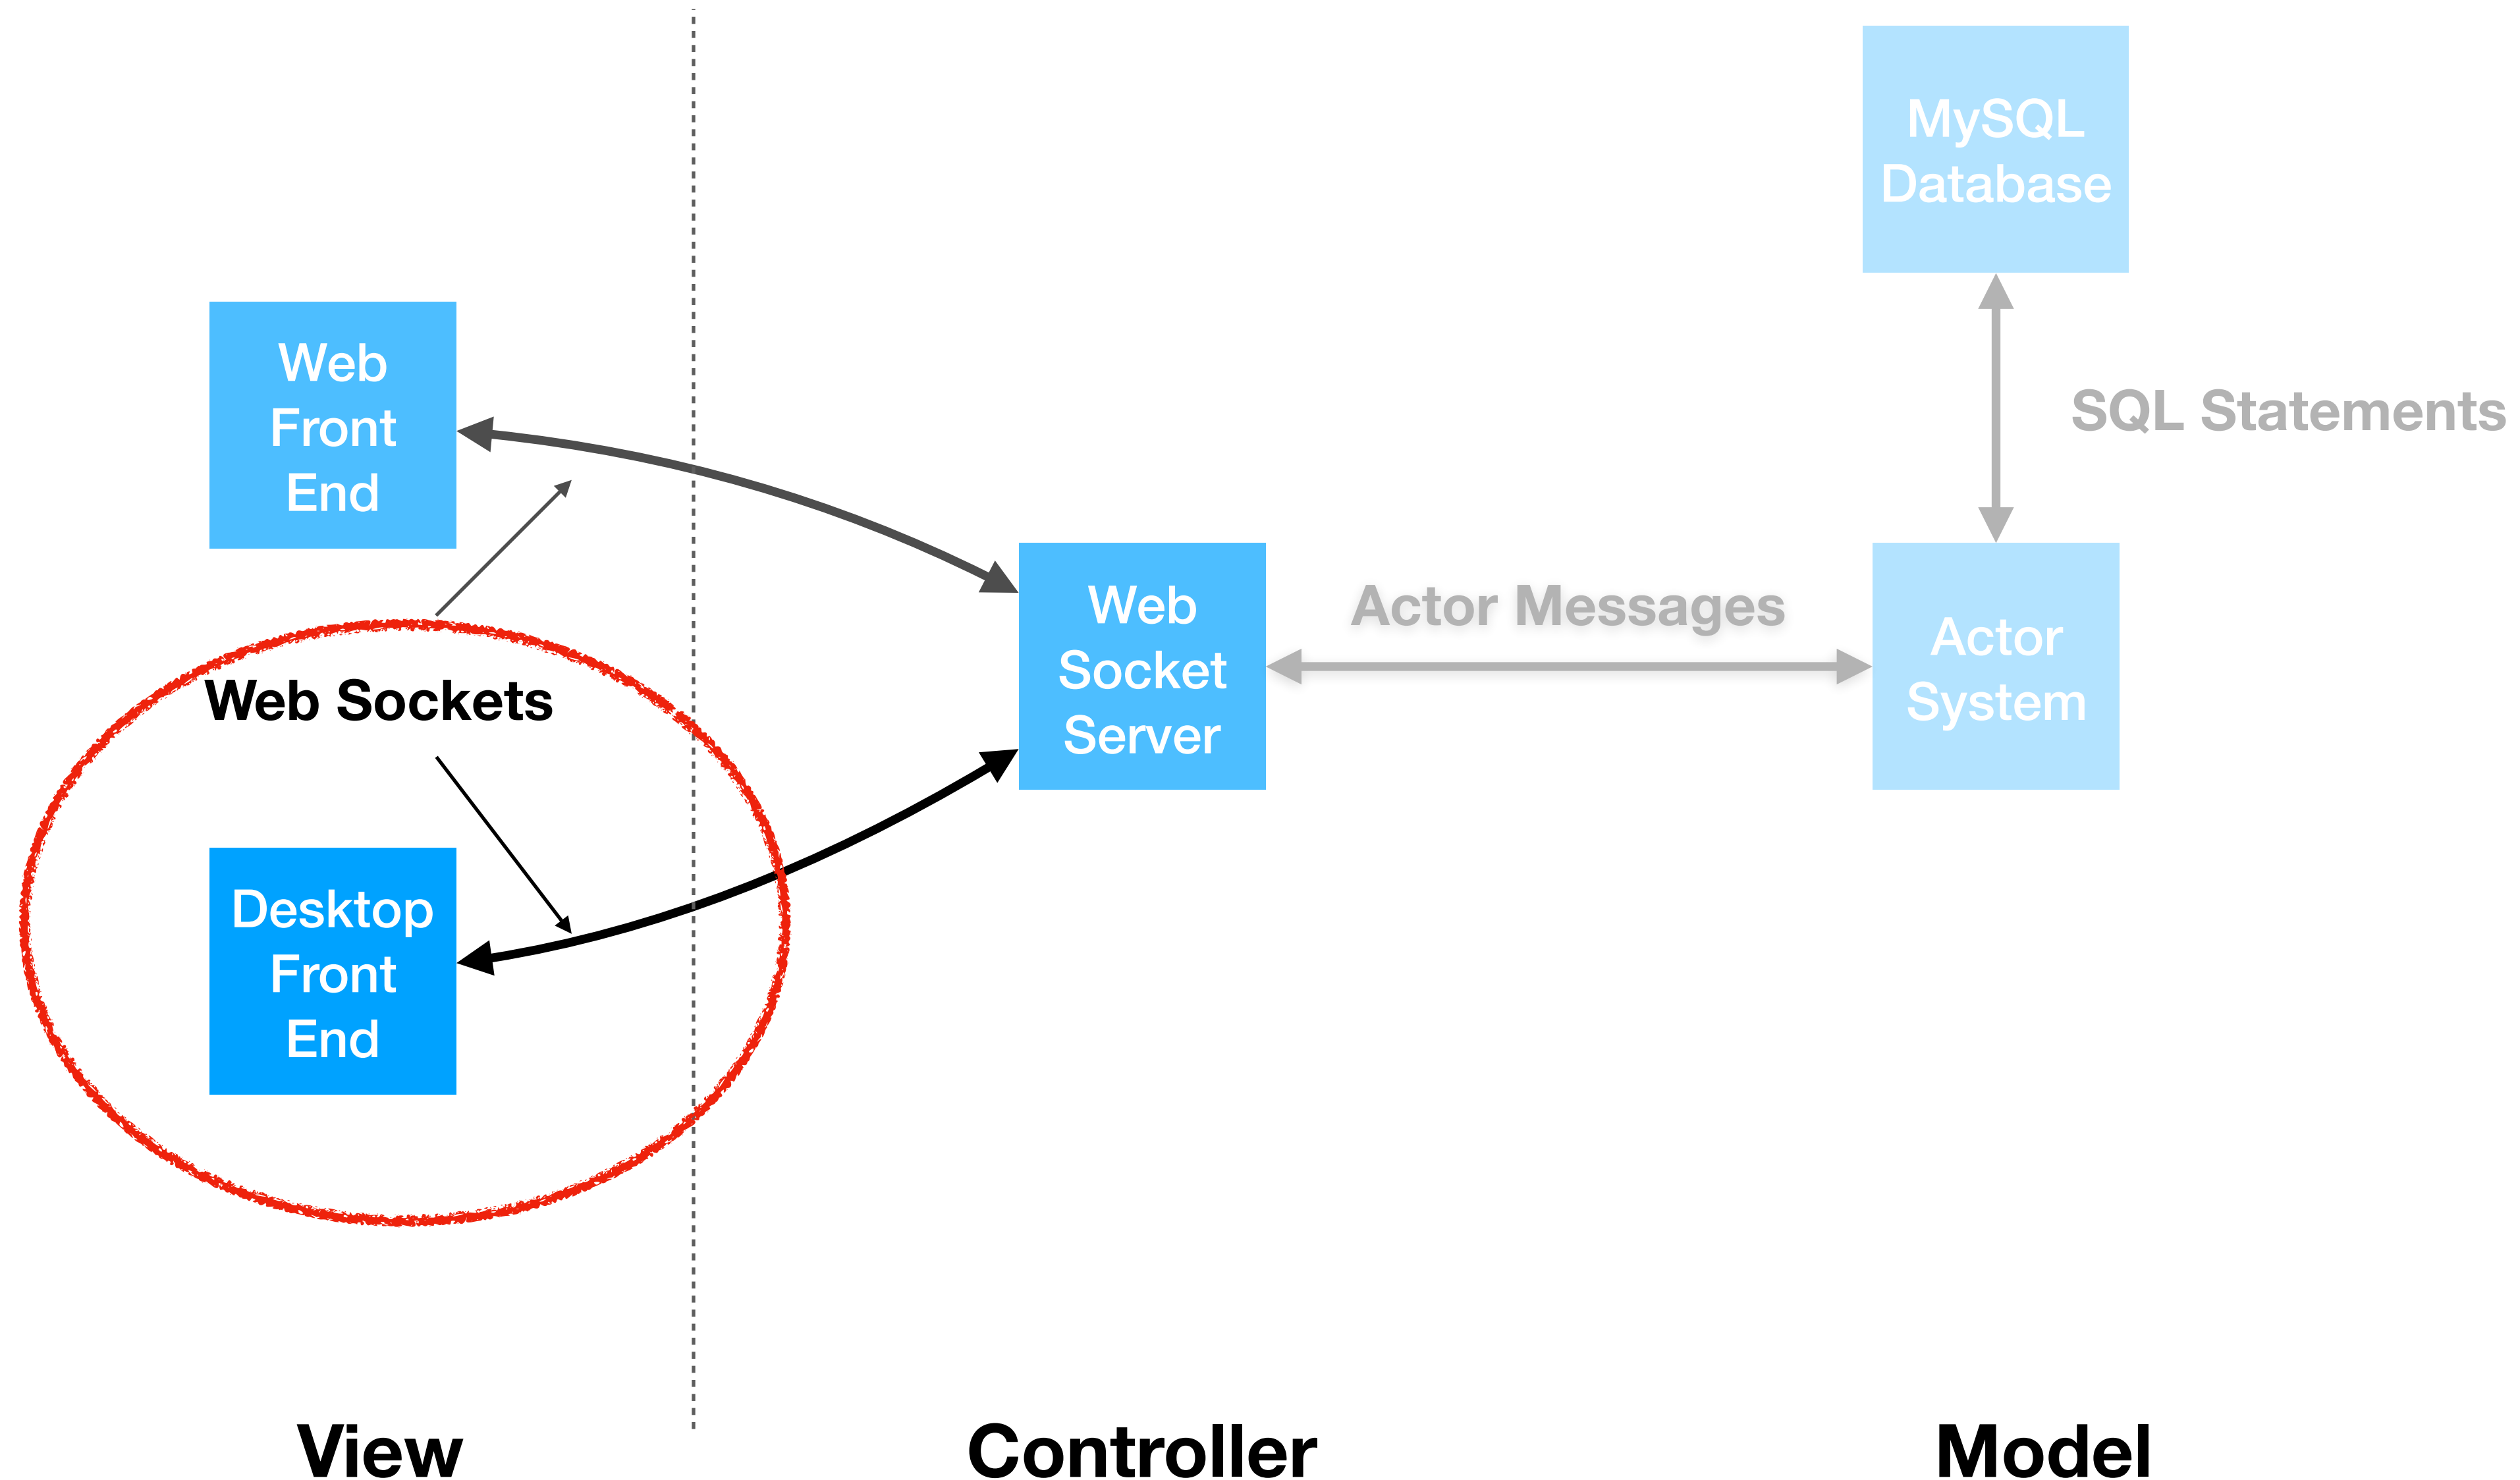 MySQL
Database
SQL Statements
Web
Front
End
Web
Socket
Server
Actor Messages
Actor
System
Web Sockets
Desktop
Front
End
View
Controller
Model